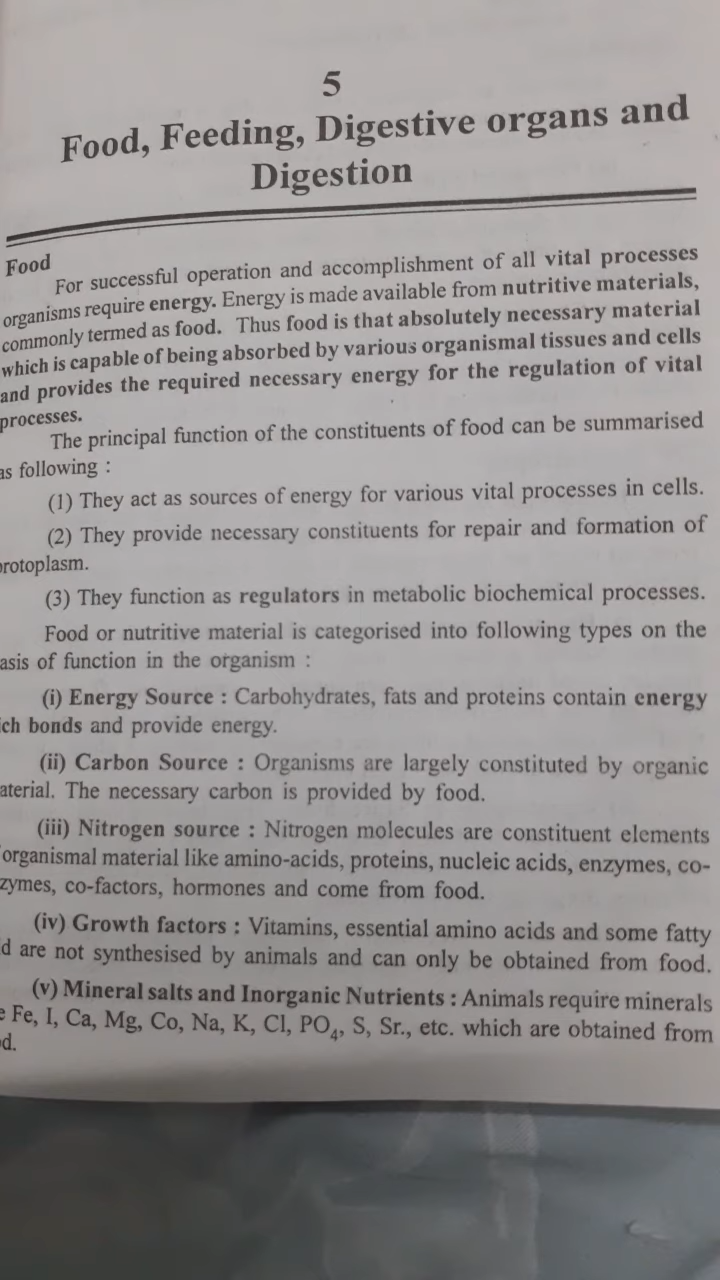 5
Food, Feeding, Digestive organs and
Digestion
Food
For successful operation and accomplishment of all vital processes
organisms require energy. Energy is made available from nutritive materials,
commonly termed as food. Thus food is that absolutely necessary material
which is capable of being absorbed by various organismal tissues and cells
and provides the required necessary energy for the regulation of vital
processes.
The principal function of the constituents of food can be summarised
as following :
(1) They act as sources of energy for various vital processes in cells.
(2) They provide necessary constituents for repair and formation of
rotoplasm.
(3) They function as regulators in metabolic biochemical processes.
Food or nutritive material is categorised into following types on the
asis of function in the organism :
(i) Energy Source : Carbohydrates, fats and proteins contain energy
ch bonds and provide energy.
(ii) Carbon Source : Organisms are largely constituted by organic
aterial. The necessary carbon is provided by food.
(iii) Nitrogen source : Nitrogen molecules are constituent elements
organismal material like amino-acids, proteins, nucleic acids, enzymes, co-
zymes, co-factors, hormones and come from food.
(iv) Growth factors : Vitamins, essential amino acids and some fatty
d are not synthesised by animals and can only be obtained from food.
(v) Mineral salts and Inorganic Nutrients : Animals require minerals
e Fe, I, Ca, Mg, Co, Na, K, Cl, PO₄, S, Sr., etc. which are obtained from
d.